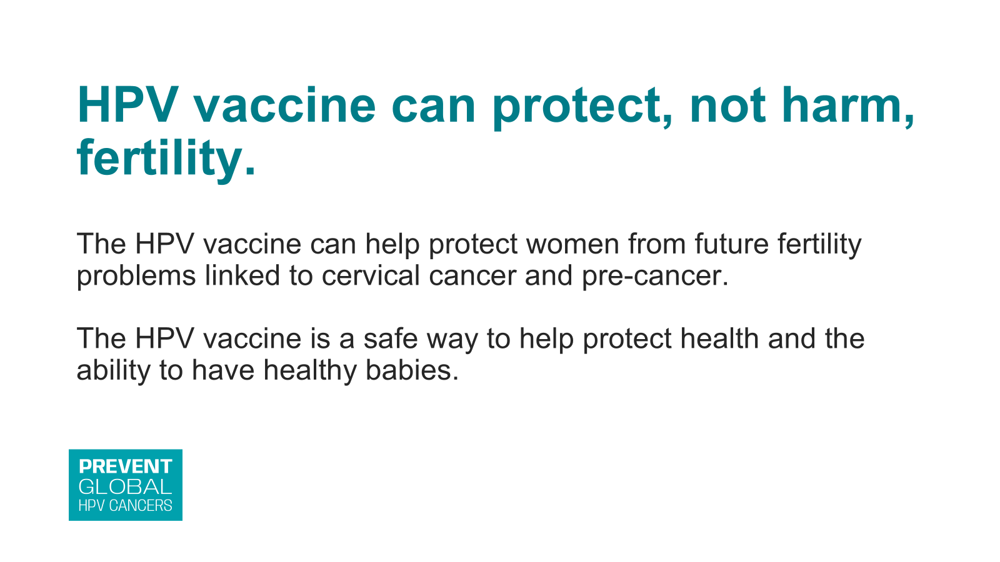 HPV vaccine can protect, not harm,
fertility.
The HPV vaccine can help protect women from future fertility
problems linked to cervical cancer and pre-cancer.
The HPV vaccine is a safe way to help protect health and the
ability to have healthy babies.
PREVENT
GLOBAL
HPV CANCERS